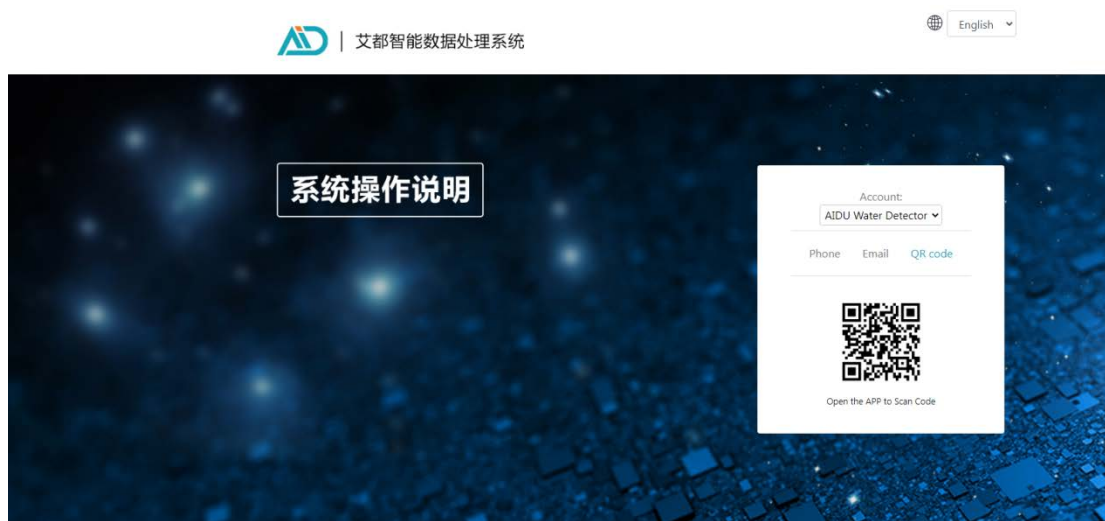 AID | 艾都智能数据处理系统
English
系统操作说明
Account:
AIDU Water Detector
Phone Email QR code
Open the APP to Scan Code